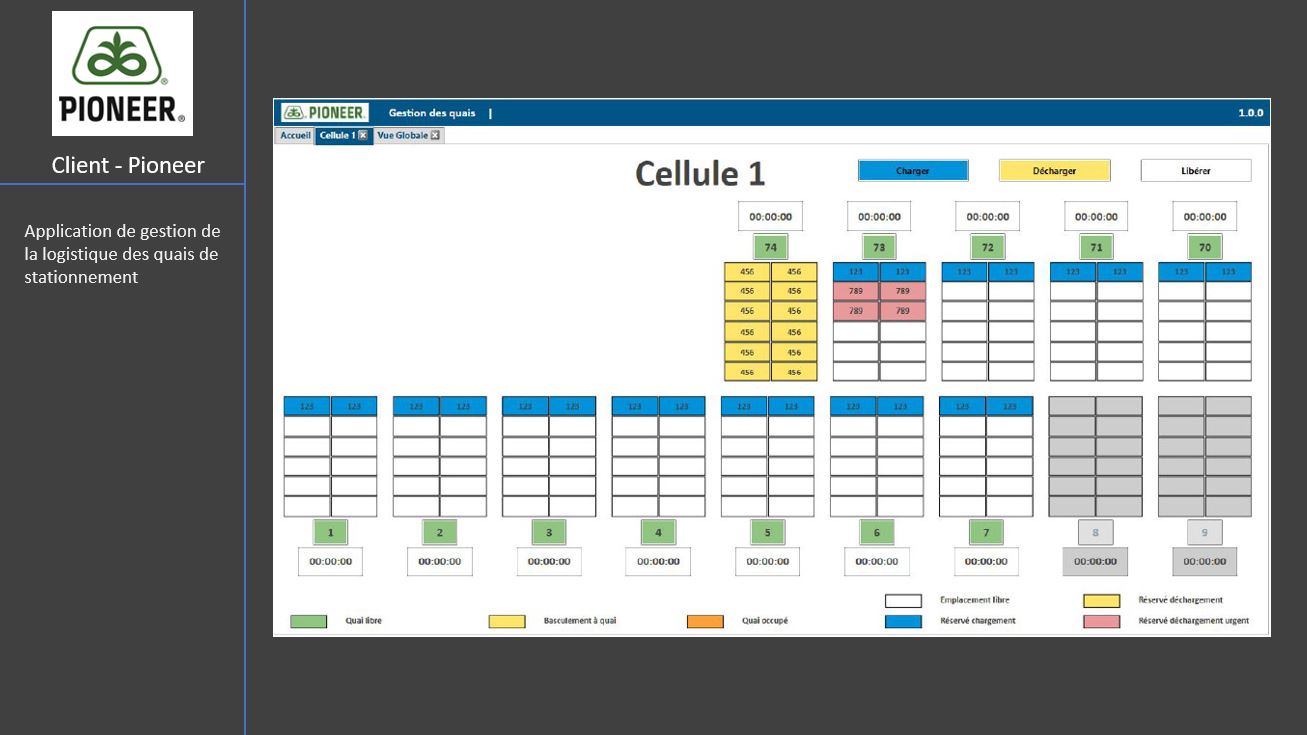 PIONEER®
Client - Pioneer
Application de gestion de
la logistique des quais de
stationnement
PIONEER. Gestion des quais | 1.0.0
Accueil Cellule 1 Vue Globale
Cellule 1 Charger Décharger Libérer
00:00:00 00:00:00 00:00:00 00:00:00 00:00:00
74 73 72 71 70
456 456 123 123 123 123 123 123 123 123
456 456 789 789
456 456 789 789
456 456
456 456
456 456
123 123 123 123 123 123 123 123 123 123 123 123 123 123
1 2 3 4 5 6 7 8 9
00:00:00 00:00:00 00:00:00 00:00:00 00:00:00 00:00:00 00:00:00 00:00:00 00:00:00
Emplacement libre Réservé déchargement
Quai libre Basculement à quai Quai occupé Réservé chargement Réservé déchargement urgent